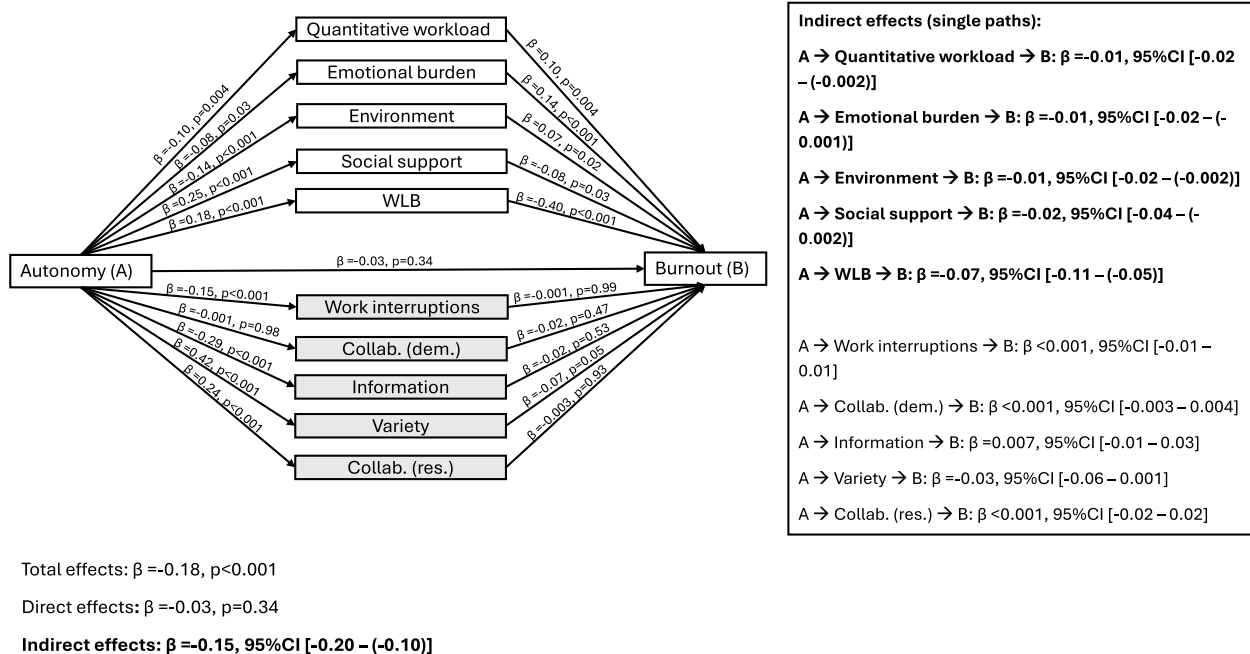 Quantitative workload
Emotional burden
Environment
Social support
WLB
β =-0.10, p=0.004
β =-0.08, p=0.03
β =-0.14, p<0.001
β =0.25, p<0.001
β =0.18, p<0.001
β =0.10, p=0.004
β =0.14, p<0.001
β =0.07, p=0.02
β =-0.08, p=0.03
β =-0.40, p<0.001
Autonomy (A)
β=-0.03, p=0.34
Burnout (B)
β =-0.15, p<0.001
β =-0.001, p=0.98
β =-0.29, p<0.001
β =0.42, p<0.001
β =0.24, p<0.001
Work interruptions
Collab. (dem.)
Information
Variety
Collab. (res.)
β =-0.001, p=0.99
β =-0.02, p=0.47
β =-0.02, p=0.53
β =-0.07, p=0.05
β =-0.003, p=0.93
Indirect effects (single paths):
A → Quantitative workload → B: β =-0.01, 95%CI [-0.02
– (-0.002)]
A → Emotional burden → B: β =-0.01, 95%CI [-0.02 – (-
0.001)]
A → Environment → B: β =-0.01, 95%CI [-0.02 – (-0.002)]
A → Social support → B: β =-0.02, 95%CI [-0.04 – (-
0.002)]
A → WLB → B: β =-0.07, 95%CI [-0.11 – (-0.05)]
A → Work interruptions → B: β <0.001, 95%CI [-0.01 –
0.01]
A → Collab. (dem.) → B: β <0.001, 95%CI [-0.003 – 0.004]
A → Information → B: β =0.007, 95%CI [-0.01 – 0.03]
A → Variety → B: β =-0.03, 95%CI [-0.06 – 0.001]
A → Collab. (res.) → B: β <0.001, 95%CI [-0.02 – 0.02]
Total effects: β =-0.18, p<0.001
Direct effects: β =-0.03, p=0.34
Indirect effects: β =-0.15, 95%CI [-0.20 – (-0.10)]